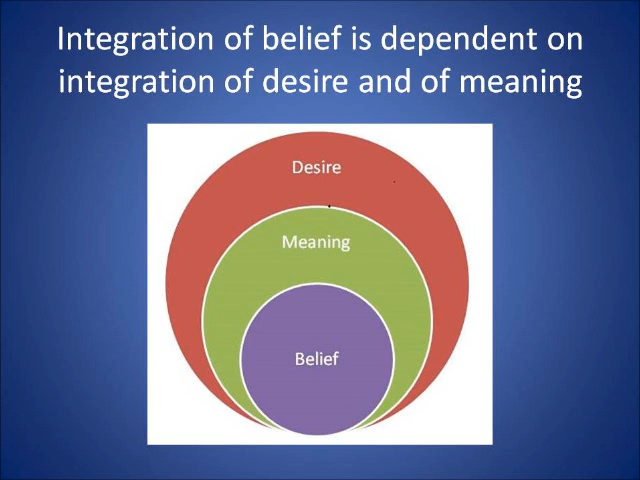 Integration of belief is dependent on
integration of desire and of meaning
Desire
Meaning
Belief